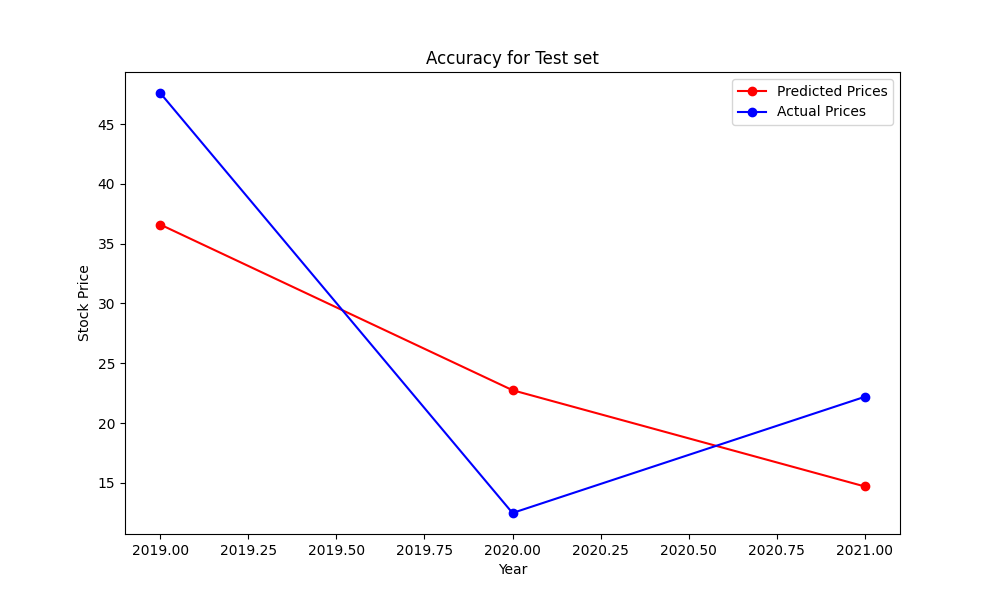 Accuracy for Test set
Predicted Prices
Actual Prices
Stock Price
45
40
35
30
25
20
15
2019.00 2019.25 2019.50 2019.75 2020.00 2020.25 2020.50 2020.75 2021.00
Year